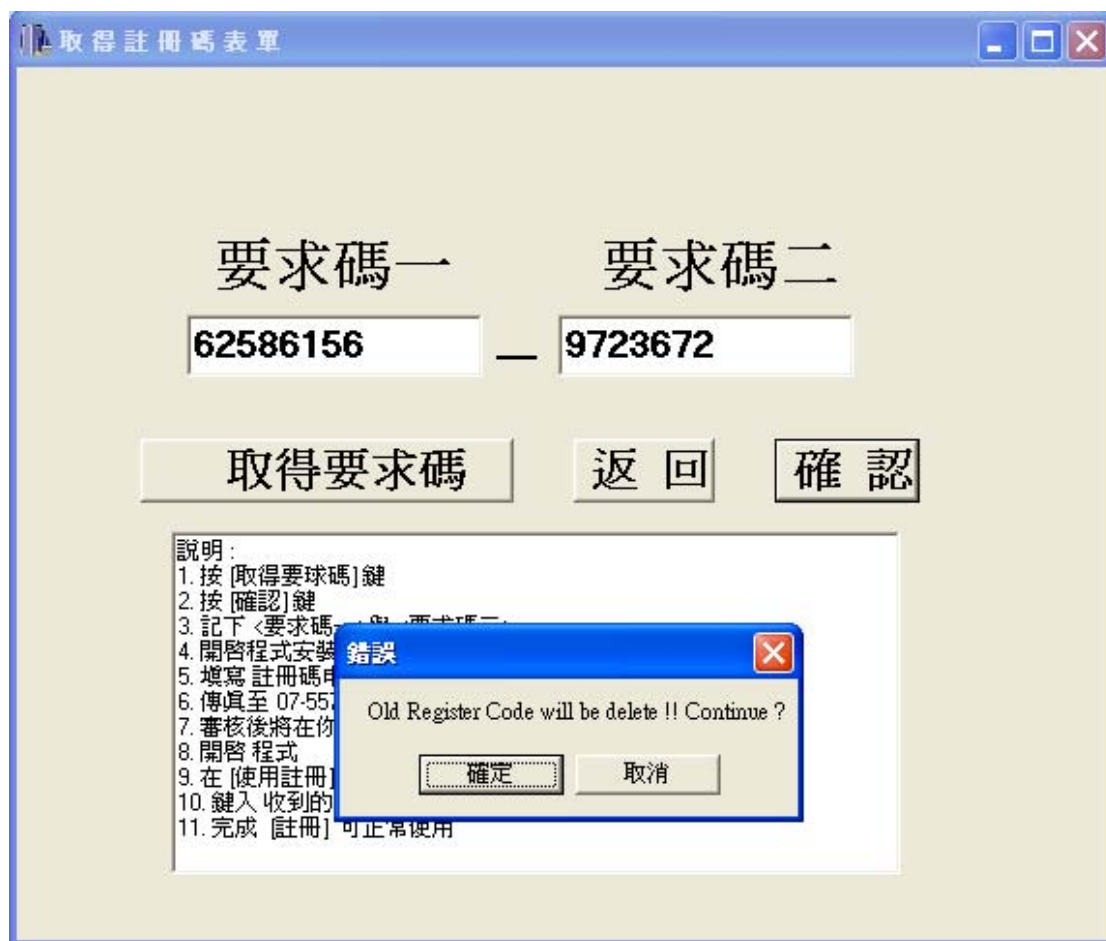 取得註冊碼表單
要求碼一 要求碼二
62586156 — 9723672
取得要求碼 返 回 確 認
說明 :
1. 按 [取得要球碼] 鍵
2. 按 [確認] 鍵
3. 記下 <要求碼
4. 開啓程式安裝
5. 填寫 註冊碼
6. 傳眞至 07-557
7. 審核後將在你
8. 開啓 程式
9. 在 [使用註冊]
10. 鍵入 收到的
11. 完成 [註冊] 可正常使用
錯誤
Old Register Code will be delete !! Continue ?
確定 取消